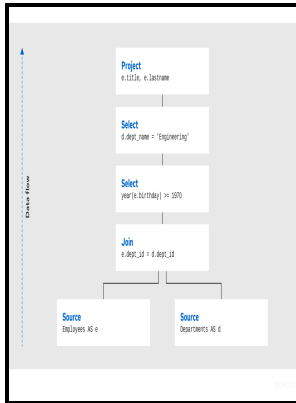 Project
e.title, e.lastname
Select
d.dept_name = "Engineering"
Select
year(e.birthday) >= 1970
Join
e.dept_id = d.dept_id
Source
Employees AS e
Source
Departments AS d
Data flow